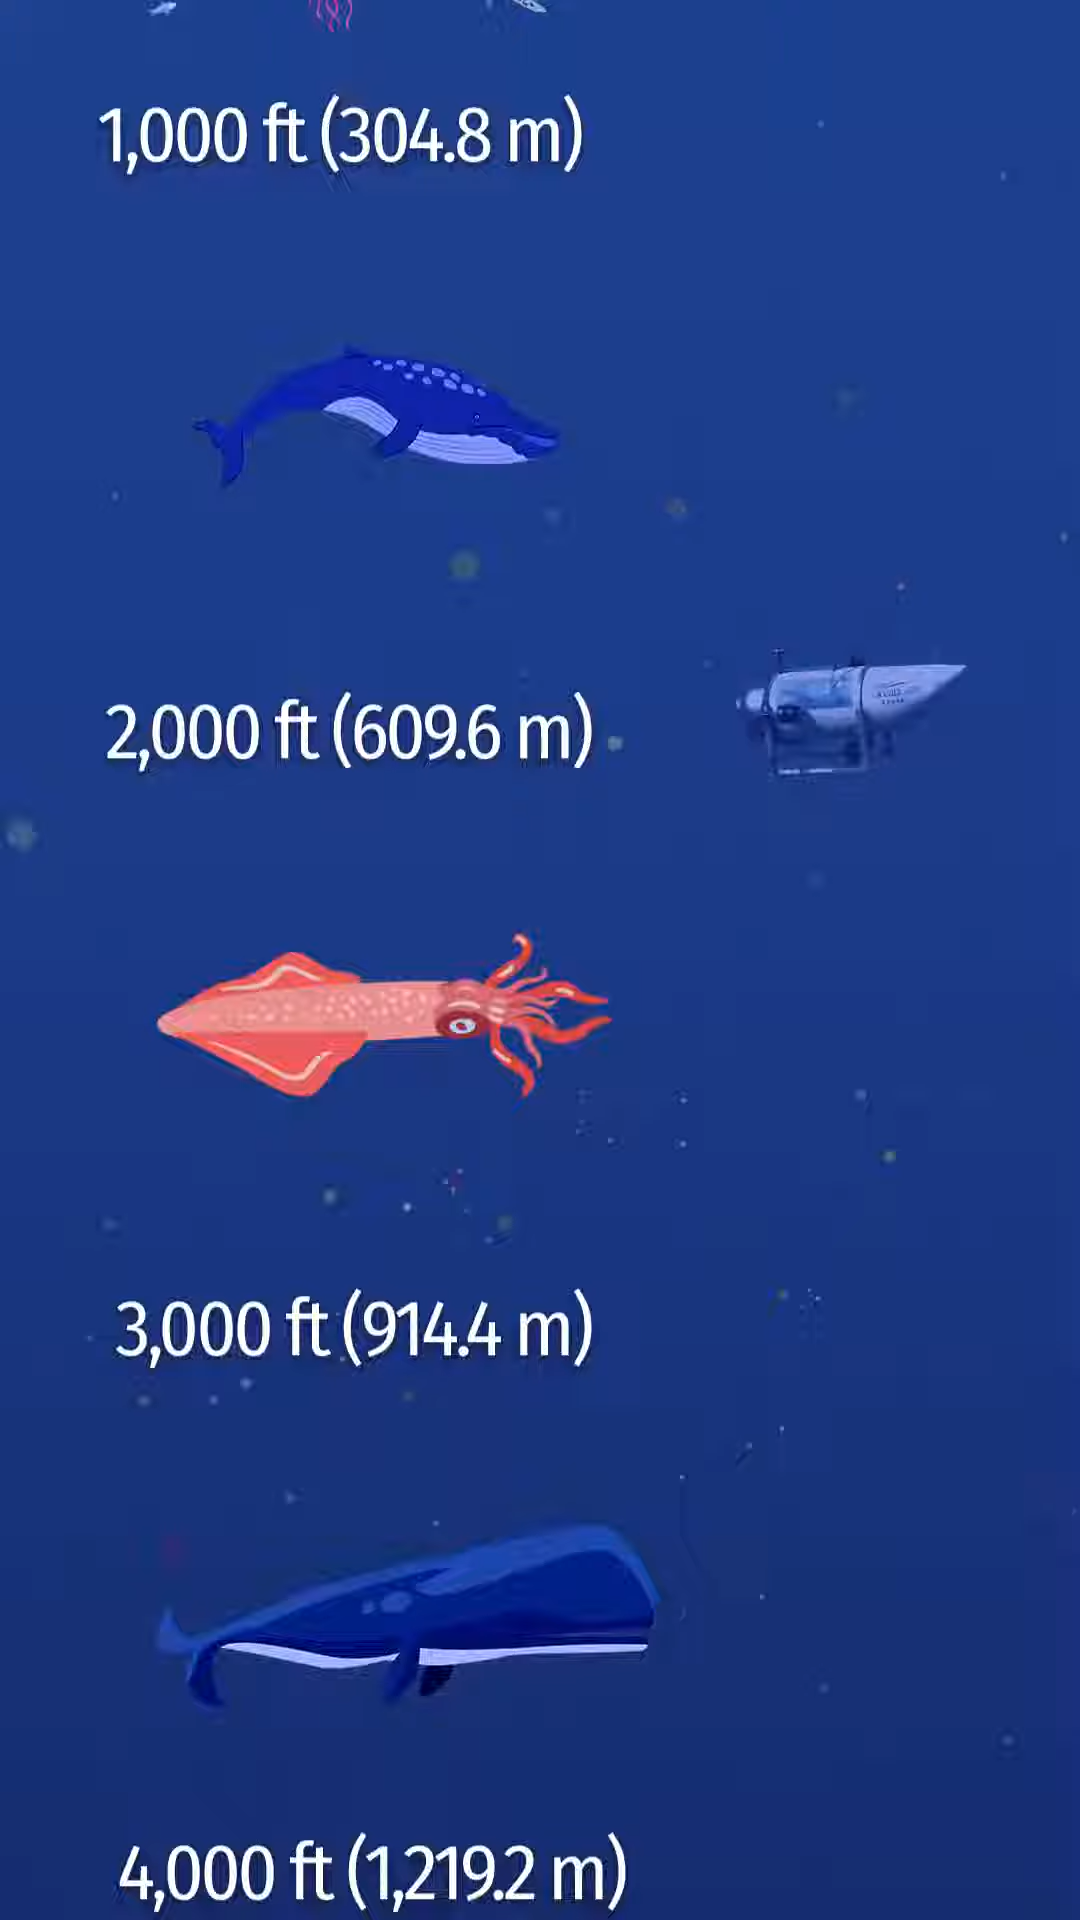 1,000 ft (304.8 m)
2,000 ft (609.6 m)
3,000 ft (914.4 m)
4,000 ft (1,219.2 m)